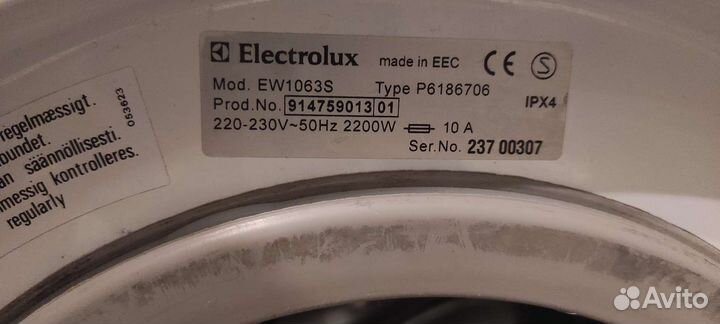 Electrolux made in EEC CE S
Mod. EW1063S Type P6186706
Prod.No. 914759013 01 IPX4
220-230V~50Hz 2200W 10 A
Ser.No. 237 00307
regelmæssigt.
bundet.
säännöllisesti.
messig kontrolleres.
regularly
053623
Avito